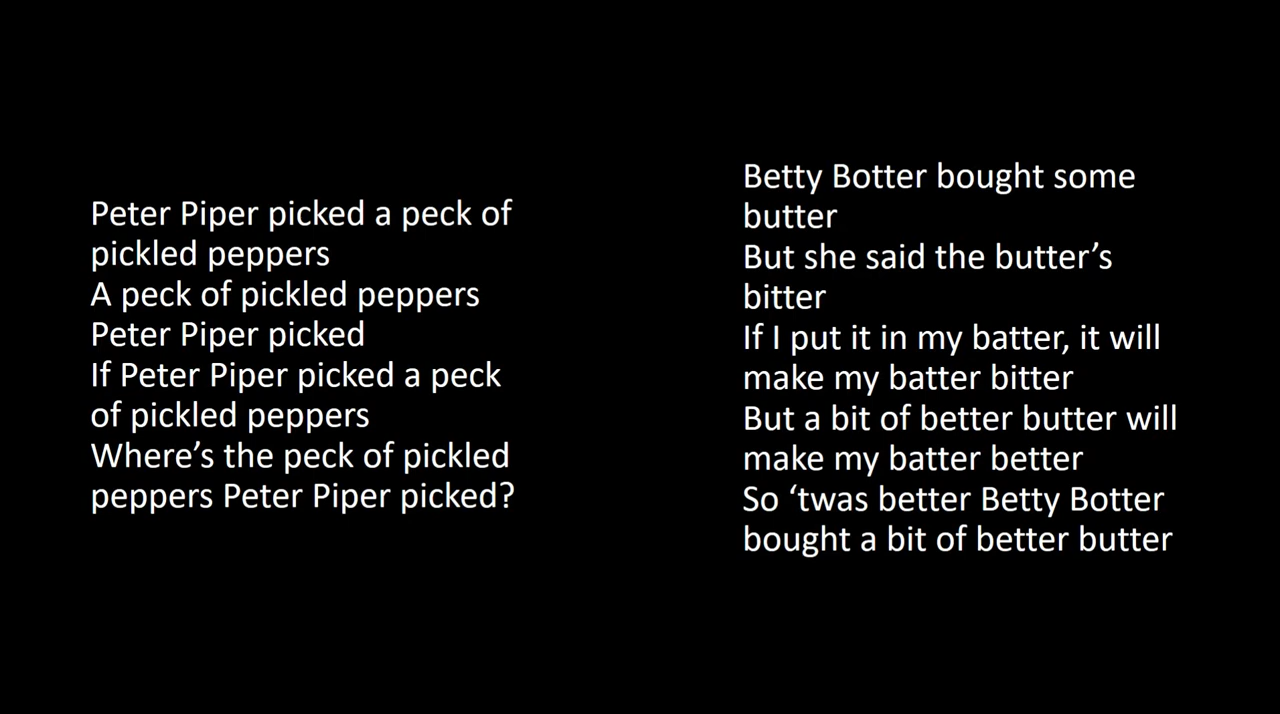 Peter Piper picked a peck of
pickled peppers
A peck of pickled peppers
Peter Piper picked
If Peter Piper picked a peck
of pickled peppers
Where’s the peck of pickled
peppers Peter Piper picked?
Betty Botter bought some
butter
But she said the butter’s
bitter
If I put it in my batter, it will
make my batter bitter
But a bit of better butter will
make my batter better
So ‘twas better Betty Botter
bought a bit of better butter